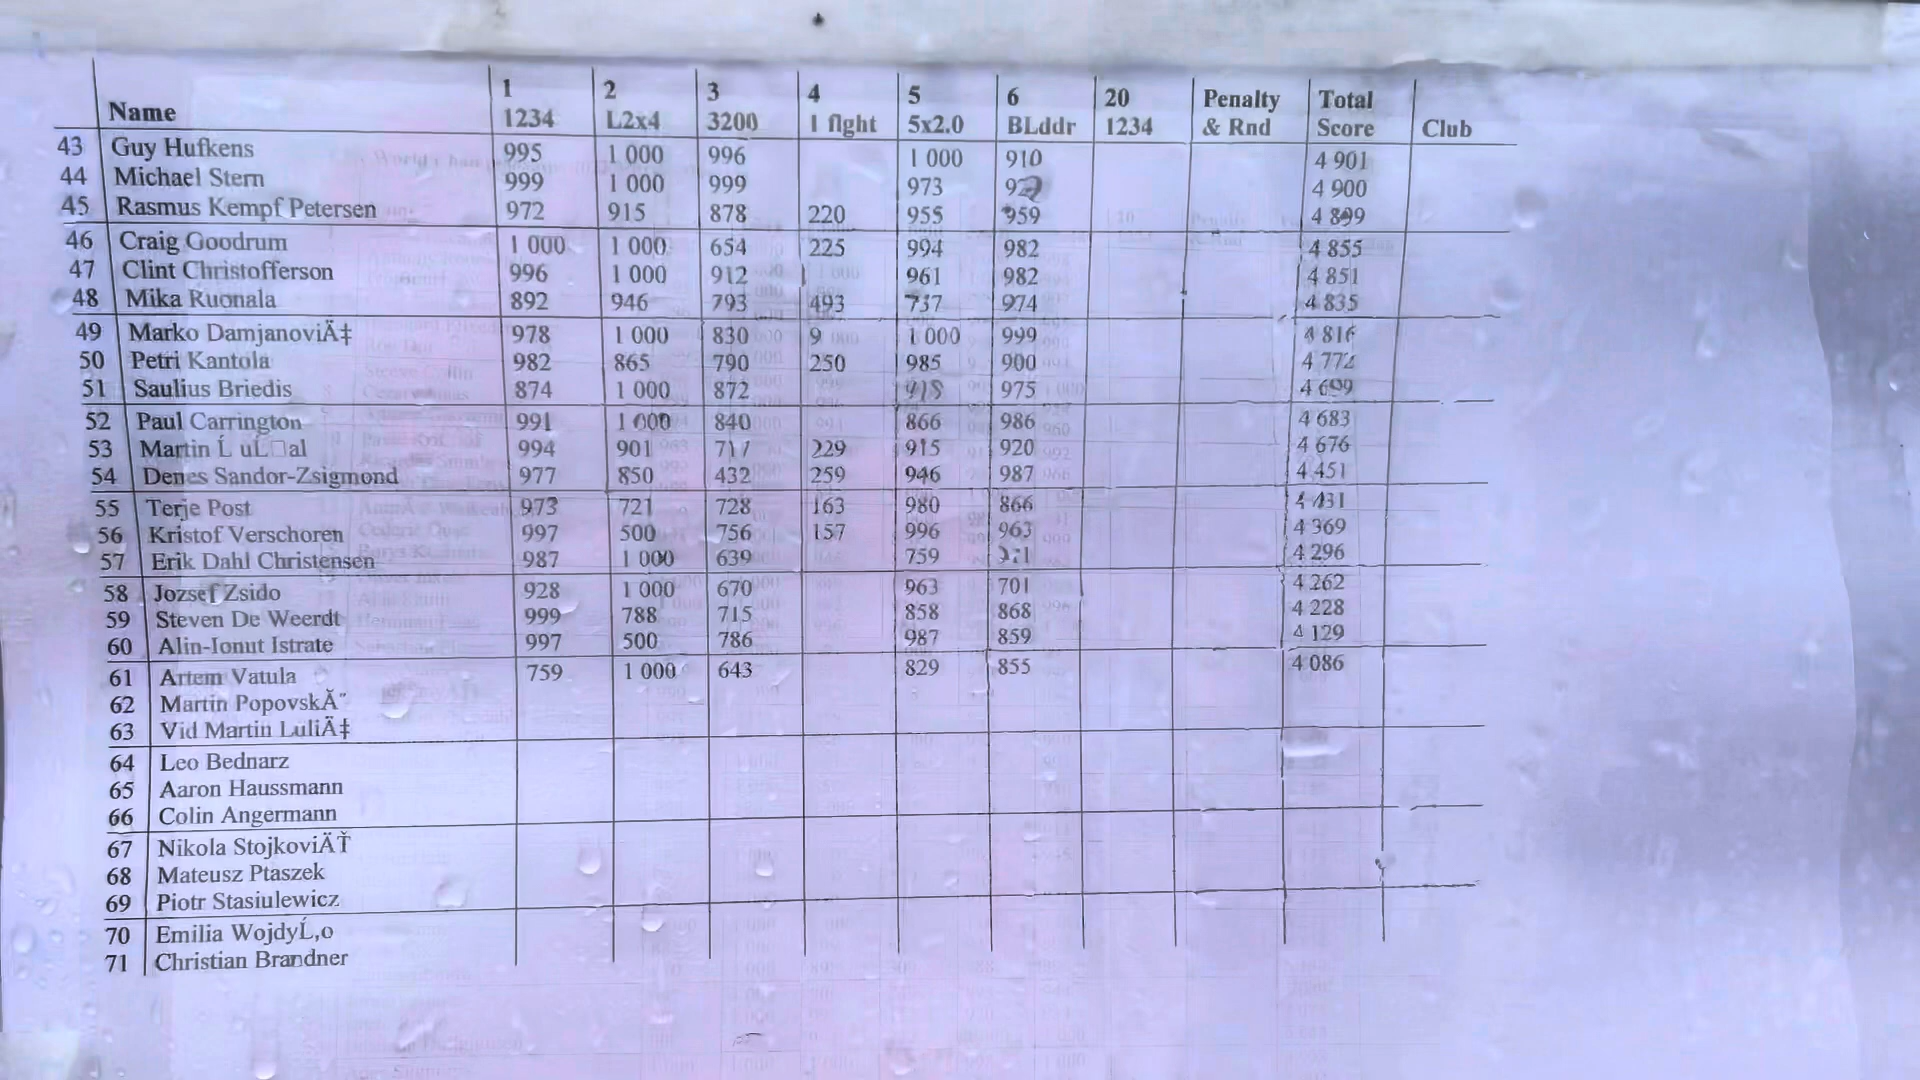 1 2 3 4 5 6 20 Penalty Total
Name 1234 L2x4 3200 1 flght 5x2.0 BLddr 1234 & Rnd Score Club
43 Guy Hufkens 995 1 000 996 1 000 910 4 901
44 Michael Stern 999 1 000 999 973 4 900
45 Rasmus Kempf Petersen 972 915 878 220 955 959 4 899
46 Craig Goodrum 1 000 1 000 654 225 994 982 4 855
47 Clint Christofferson 996 1 000 912 961 982 4 851
48 Mika Ruonala 892 946 793 493 737 974 4 835
49 Marko DamjanoviÄ‡ 978 1 000 830 9 1 000 999 4 816
50 Petri Kantola 982 865 790 250 985 900 4 772
51 Saulius Briedis 874 1 000 872 975
52 Paul Carrington 991 1 000 840 866 986 4 683
53 Martin Ĺ uĹ□al 994 901 717 229 915 920 4 676
54 Denes Sandor-Zsigmond 977 850 432 259 946 987 4 451
55 Terje Post 973 721 728 163 980 866 4 431
56 Kristof Verschoren 997 500 756 157 996 963 4 369
57 Erik Dahl Christensen 987 1 000 639 759 4 296
58 Jozsef Zsido 928 1 000 670 963 701 4 262
59 Steven De Weerdt 999 788 715 858 868 4 228
60 Alin-Ionut Istrate 997 500 786 987 859 4 129
61 Artem Vatula 759 1 000 643 829 855 4 086
62 Martin PopovskĂ˝
63 Vid Martin LuliÄ‡
64 Leo Bednarz
65 Aaron Haussmann
66 Colin Angermann
67 Nikola StojkoviÄŤ
68 Mateusz Ptaszek
69 Piotr Stasiulewicz
70 Emilia WojdyĹ‚o
71 Christian Brandner